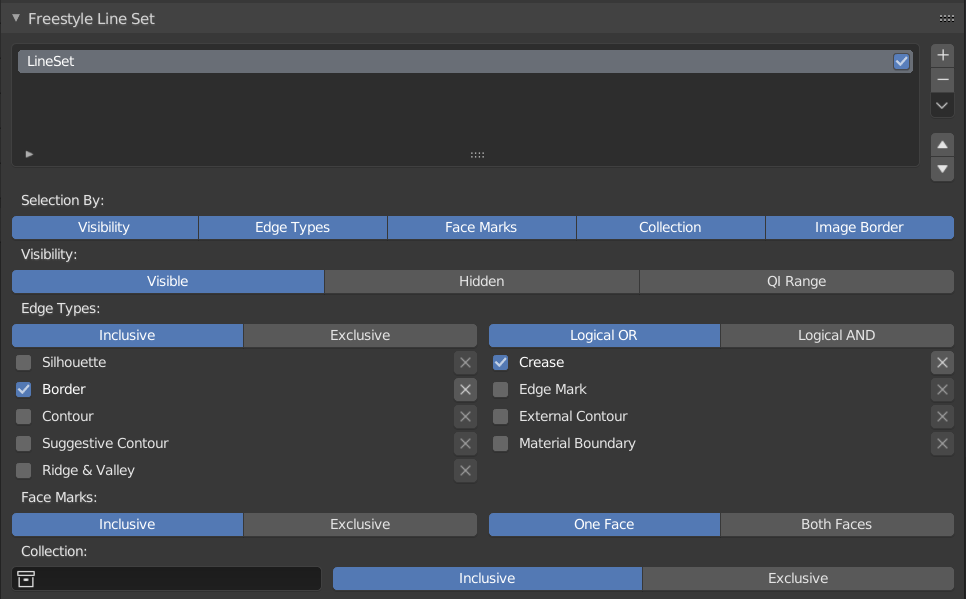 Freestyle Line Set
LineSet
Selection By:
Visibility Edge Types Face Marks Collection Image Border
Visibility:
Visible Hidden QI Range
Edge Types:
Inclusive Exclusive Logical OR Logical AND
Silhouette Crease
Border Edge Mark
Contour External Contour
Suggestive Contour Material Boundary
Ridge & Valley
Face Marks:
Inclusive Exclusive One Face Both Faces
Collection:
Inclusive Exclusive